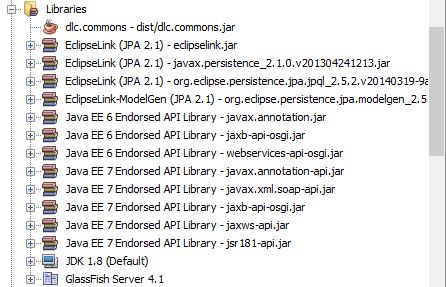 Libraries
dlc.commons - dist/dlc.commons.jar
EclipseLink (JPA 2.1) - eclipselink.jar
EclipseLink (JPA 2.1) - javax.persistence_2.1.0.v201304241213.jar
EclipseLink (JPA 2.1) - org.eclipse.persistence.jpa.jpql_2.5.2.v20140319-9a
EclipseLink-ModelGen (JPA 2.1) - org.eclipse.persistence.jpa.modelgen_2.5
Java EE 6 Endorsed API Library - javax.annotation.jar
Java EE 6 Endorsed API Library - jaxb-api-osgi.jar
Java EE 6 Endorsed API Library - webservices-api-osgi.jar
Java EE 7 Endorsed API Library - javax.annotation-api.jar
Java EE 7 Endorsed API Library - javax.xml.soap-api.jar
Java EE 7 Endorsed API Library - jaxb-api-osgi.jar
Java EE 7 Endorsed API Library - jaxws-api.jar
Java EE 7 Endorsed API Library - jsr181-api.jar
JDK 1.8 (Default)
GlassFish Server 4.1